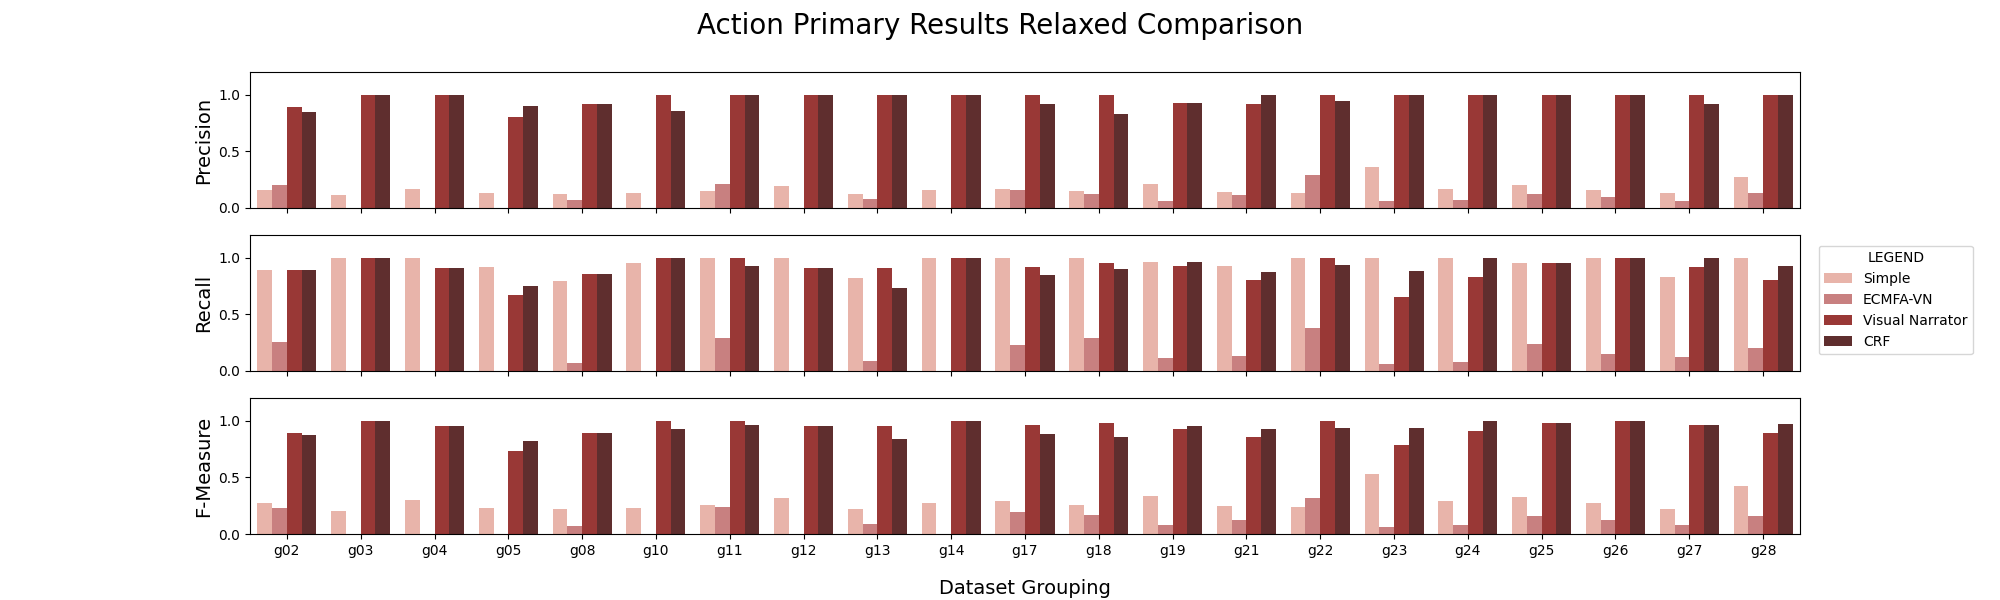 Action Primary Results Relaxed Comparison
Precision
1.0
0.5
0.0
Recall
1.0
0.5
0.0
LEGEND
Simple
ECMFA-VN
Visual Narrator
CRF
F-Measure
1.0
0.5
0.0
g02 g03 g04 g05 g08 g10 g11 g12 g13 g14 g17 g18 g19 g21 g22 g23 g24 g25 g26 g27 g28
Dataset Grouping